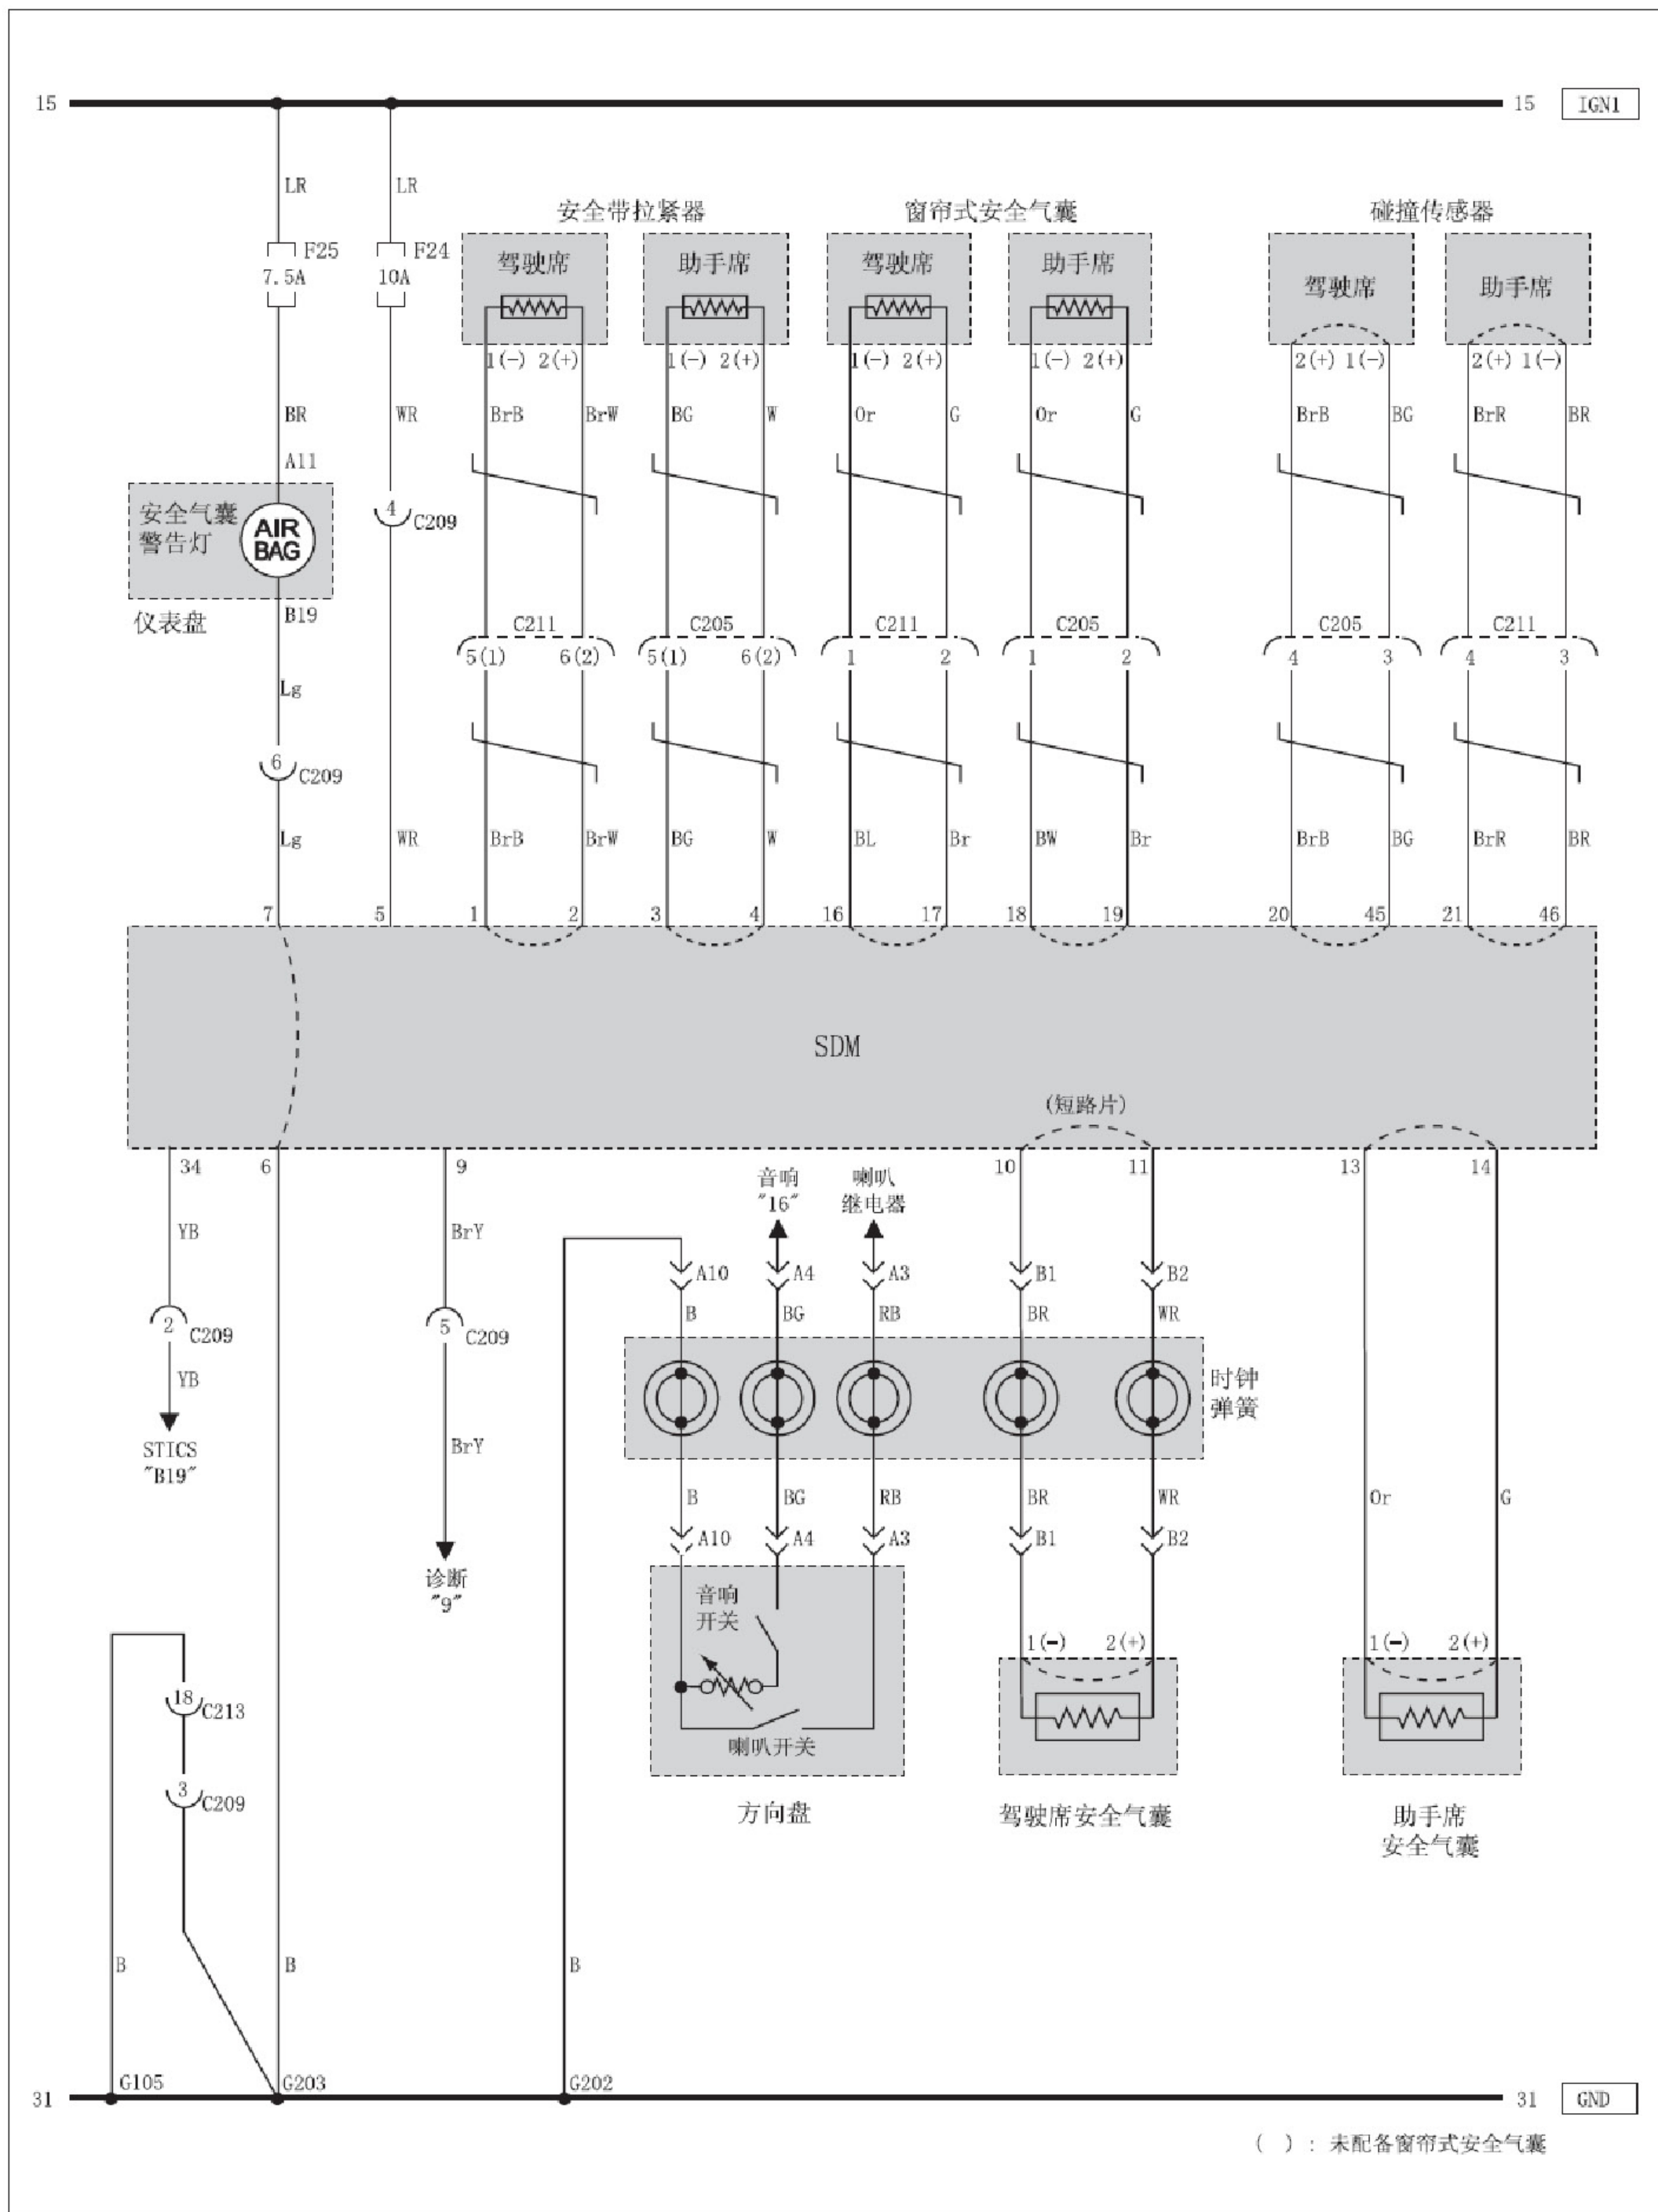 15
15 IGN1
LR LR
安全带拉紧器 窗帘式安全气囊 碰撞传感器
F25 F24
7.5A 10A
驾驶席 助手席 驾驶席 助手席 驾驶席 助手席
1(-) 2(+) 1(-) 2(+) 1(-) 2(+) 1(-) 2(+) 2(+) 1(-) 2(+) 1(-)
BR WR BrB BrW BG W Or G Or G BrB BG BrR BR
A11
安全气囊
警告灯
AIR
BAG
4 C209
仪表盘
B19
C211 C205 C211 C205 C205 C211
5(1) 6(2) 5(1) 6(2) 1 2 1 2 4 3 4 3
Lg
6 C209
Lg WR BrB BrW BG W BL Br BW Br BrB BG BrR BR
7 5 1 2 3 4 16 17 18 19 20 45 21 46
SDM
(短路片)
34 6 9 10 11 13 14
音响
"16"
喇叭
继电器
YB BrY
A10 A4 A3 B1 B2
B BG RB BR WR
2 C209
5 C209
YB
时钟
弹簧
STICS
"B19"
BrY
B BG RB BR WR Or G
A10 A4 A3 B1 B2
诊断
"9"
音响
开关
1(-) 2(+) 1(-) 2(+)
18 C213
喇叭开关
3 C209
方向盘
驾驶席安全气囊
助手席
安全气囊
B B B
G105 G203 G202
31
31 GND
( ) : 未配备窗帘式安全气囊